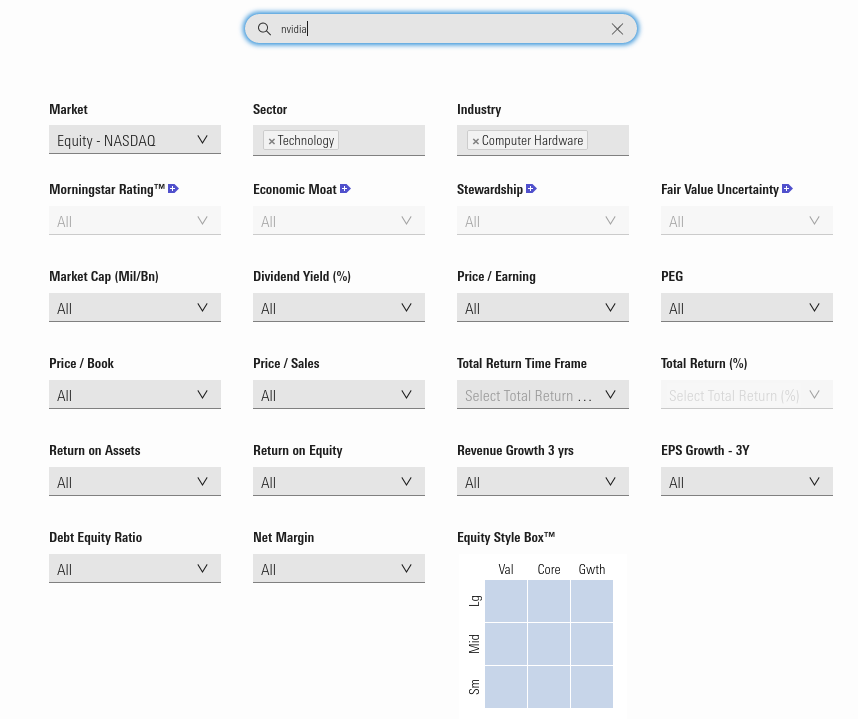 nvidia
Market Sector Industry
Equity - NASDAQ × Technology × Computer Hardware
Morningstar Rating™ Economic Moat Stewardship Fair Value Uncertainty
All All All All
Market Cap (Mil/Bn) Dividend Yield (%) Price / Earning PEG
All All All All
Price / Book Price / Sales Total Return Time Frame Total Return (%)
All All Select Total Return ... Select Total Return (%)
Return on Assets Return on Equity Revenue Growth 3 yrs EPS Growth - 3Y
All All All All
Debt Equity Ratio Net Margin Equity Style Box™
All All
Val Core Gwth
Lg
Mid
Sm